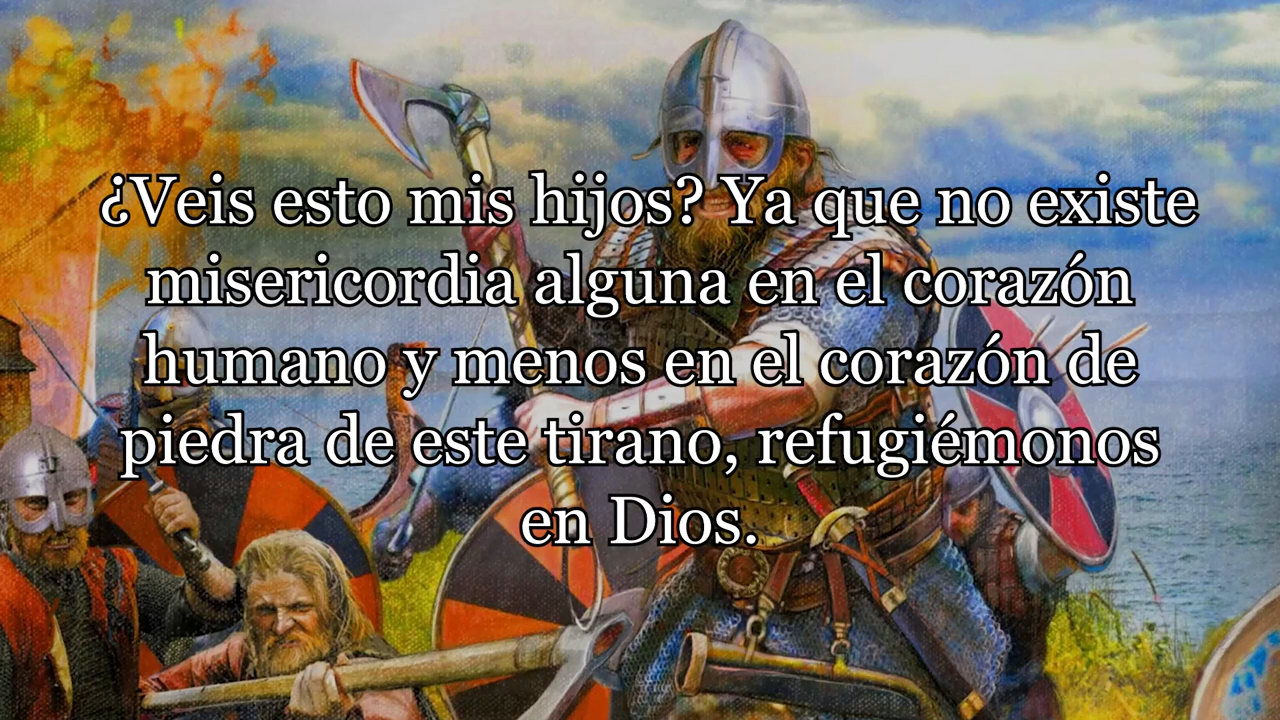 ¿Veis esto mis hijos? Ya que no existe
misericordia alguna en el corazón
humano y menos en el corazón de
piedra de este tirano, refugiémonos
en Dios.